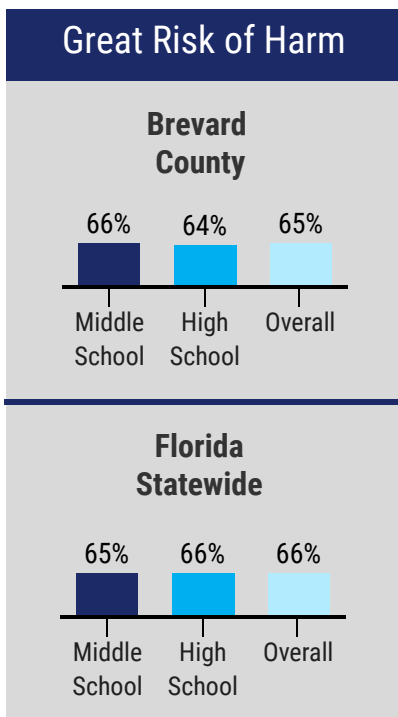 Great Risk of Harm
Brevard
County
66% 64% 65%
Middle School
High School
Overall
Florida
Statewide
65% 66% 66%
Middle School
High School
Overall